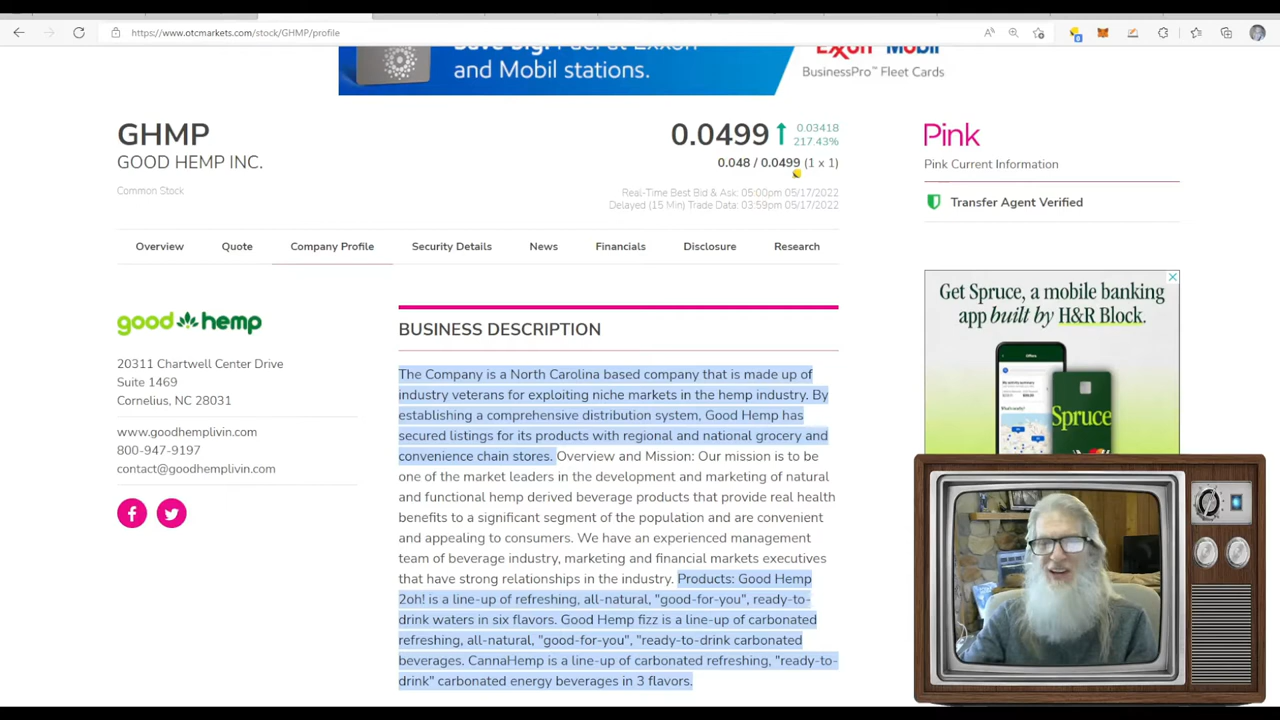 https://www.otcmarkets.com/stock/GHMP/profile
and Mobil stations.
BusinessPro™ Fleet Cards
GHMP
GOOD HEMP INC.
Common Stock
0.0499
0.03418
217.43%
0.048 / 0.0499 (1 x 1)
Real-Time Best Bid & Ask: 05:00pm 05/17/2022
Delayed (15 Min) Trade Data: 03:59pm 05/17/2022
Pink
Pink Current Information
Transfer Agent Verified
Overview
Quote
Company Profile
Security Details
News
Financials
Disclosure
Research
good hemp
20311 Chartwell Center Drive
Suite 1469
Cornelius, NC 28031
www.goodhemplivin.com
800-947-9197
contact@goodhemplivin.com
BUSINESS DESCRIPTION
The Company is a North Carolina based company that is made up of
industry veterans for exploiting niche markets in the hemp industry. By
establishing a comprehensive distribution system, Good Hemp has
secured listings for its products with regional and national grocery and
convenience chain stores. Overview and Mission: Our mission is to be
one of the market leaders in the development and marketing of natural
and functional hemp derived beverage products that provide real health
benefits to a significant segment of the population and are convenient
and appealing to consumers. We have an experienced management
team of beverage industry, marketing and financial markets executives
that have strong relationships in the industry. Products: Good Hemp
2oh! is a line-up of refreshing, all-natural, "good-for-you", ready-to-
drink waters in six flavors. Good Hemp fizz is a line-up of carbonated
refreshing, all-natural, "good-for-you", "ready-to-drink carbonated
beverages. CannaHemp is a line-up of carbonated refreshing, "ready-to-
drink" carbonated energy beverages in 3 flavors.
Get Spruce, a mobile banking
app built by H&R Block.
Spruce